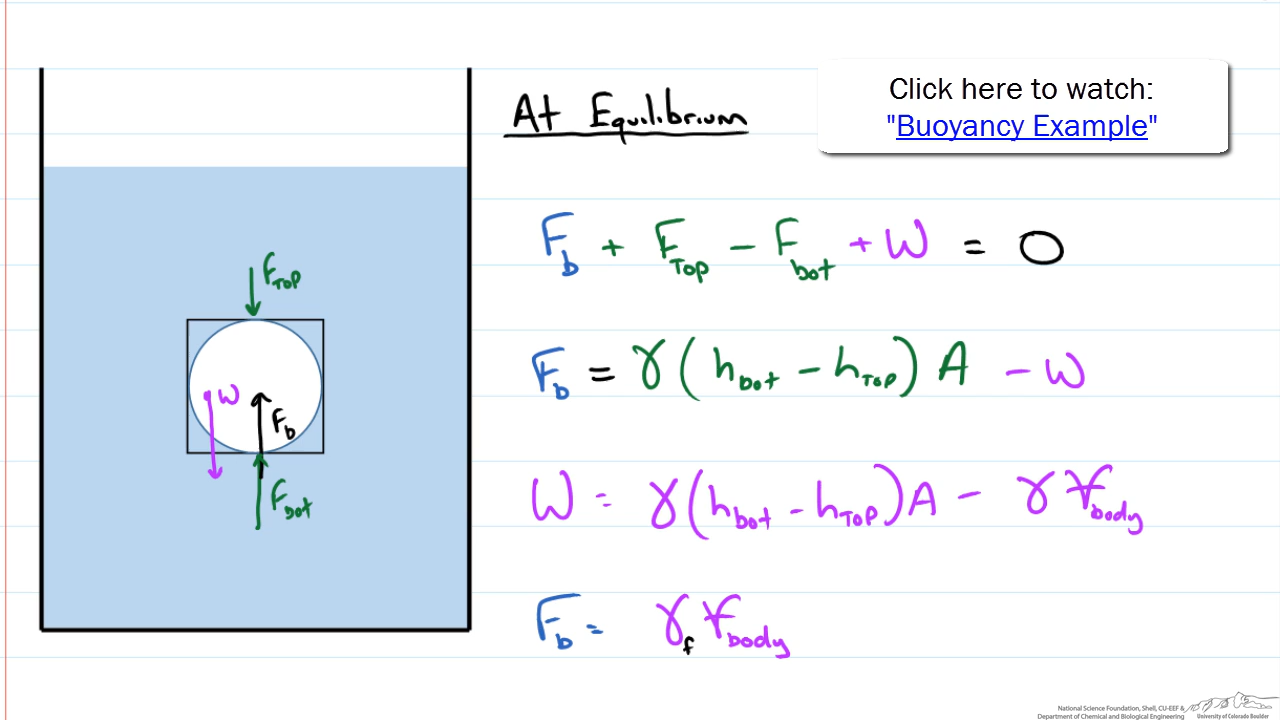 At Equilibrium
Click here to watch:
"Buoyancy Example"
F_b + F_Top - F_bot + W = O
F_Top
F_b = γ(h_bot - h_Top) A - W
W
F_b
F_bot
W = γ(h_bot - h_Top) A - γ V_body
F_b = γ_f V_body
National Science Foundation, Shell, CU-EEF &
Department of Chemical and Biological Engineering
University of Colorado Boulder